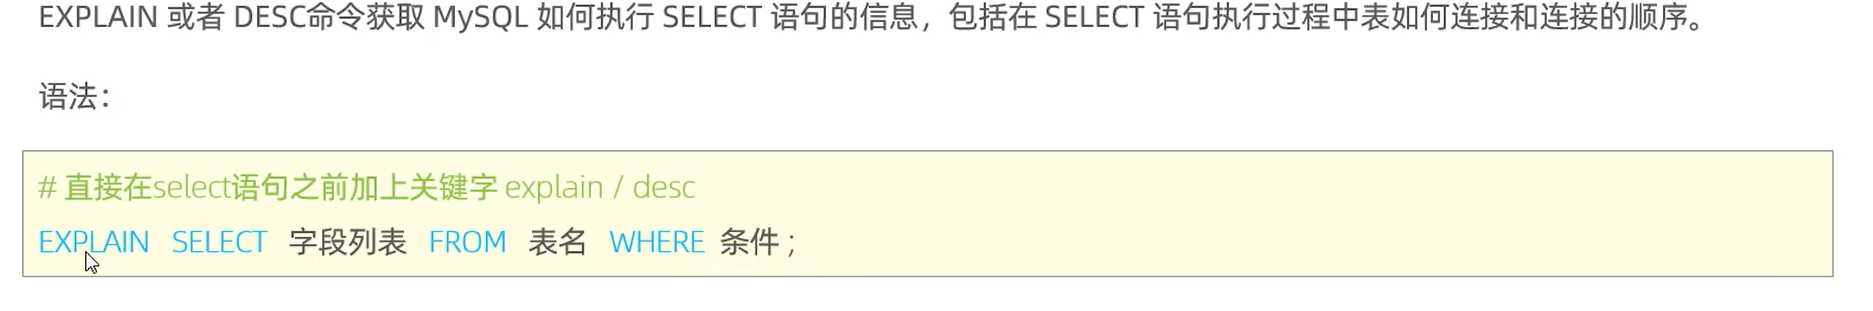 EXPLAIN 或者 DESC命令获取 MySQL 如何执行 SELECT 语句的信息，包括在 SELECT 语句执行过程中表如何连接和连接的顺序。
语法：
# 直接在select语句之前加上关键字 explain / desc
EXPLAIN SELECT 字段列表 FROM 表名 WHERE 条件 ;